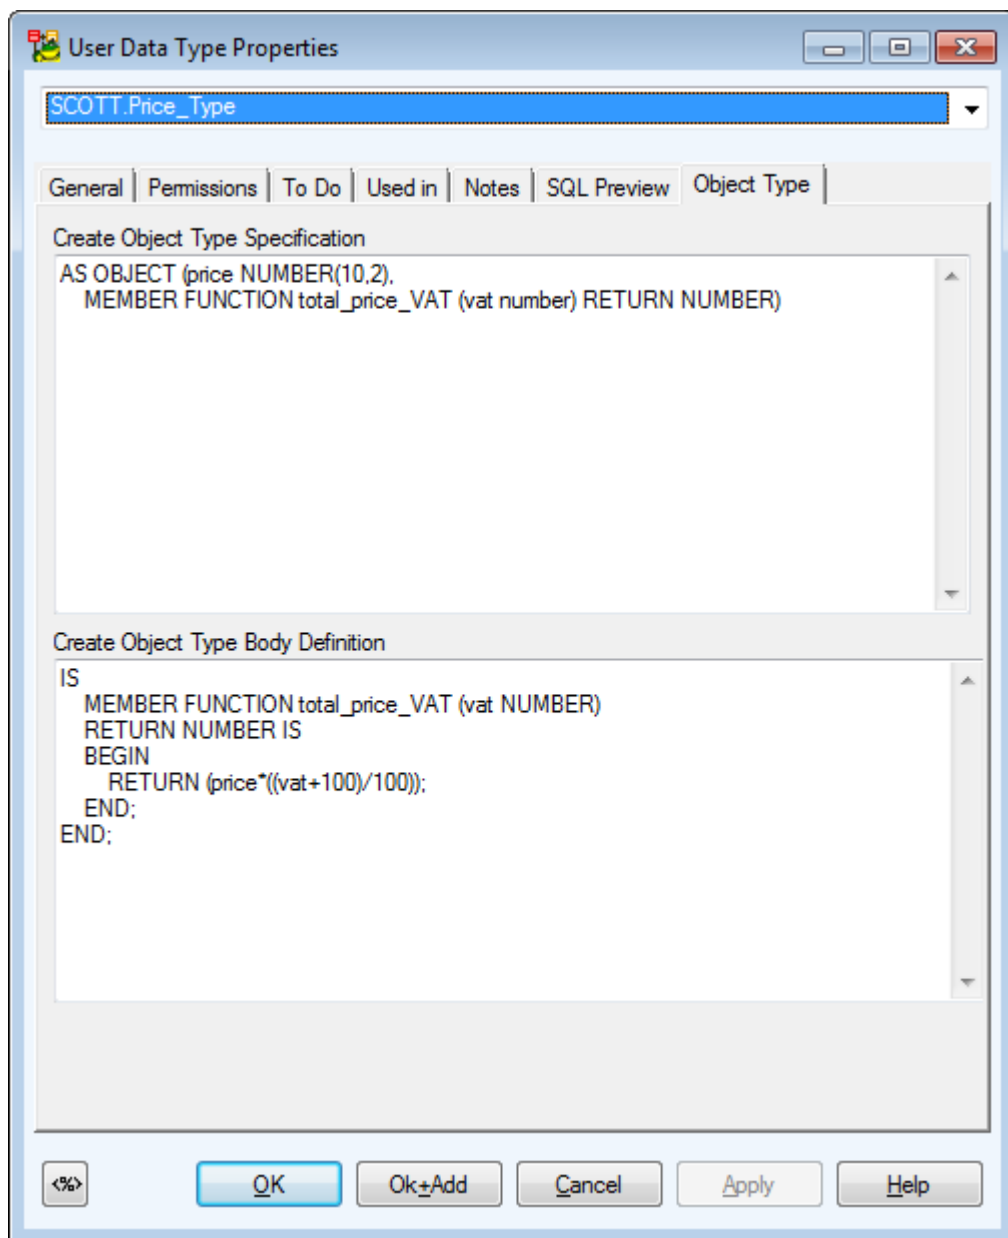 User Data Type Properties
SCOTT.Price_Type
General Permissions To Do Used in Notes SQL Preview Object Type
Create Object Type Specification
AS OBJECT (price NUMBER(10,2),
MEMBER FUNCTION total_price_VAT (vat number) RETURN NUMBER)
Create Object Type Body Definition
IS
MEMBER FUNCTION total_price_VAT (vat NUMBER)
RETURN NUMBER IS
BEGIN
RETURN (price*((vat+100)/100));
END;
END;
<%> OK Ok+Add Cancel Apply Help